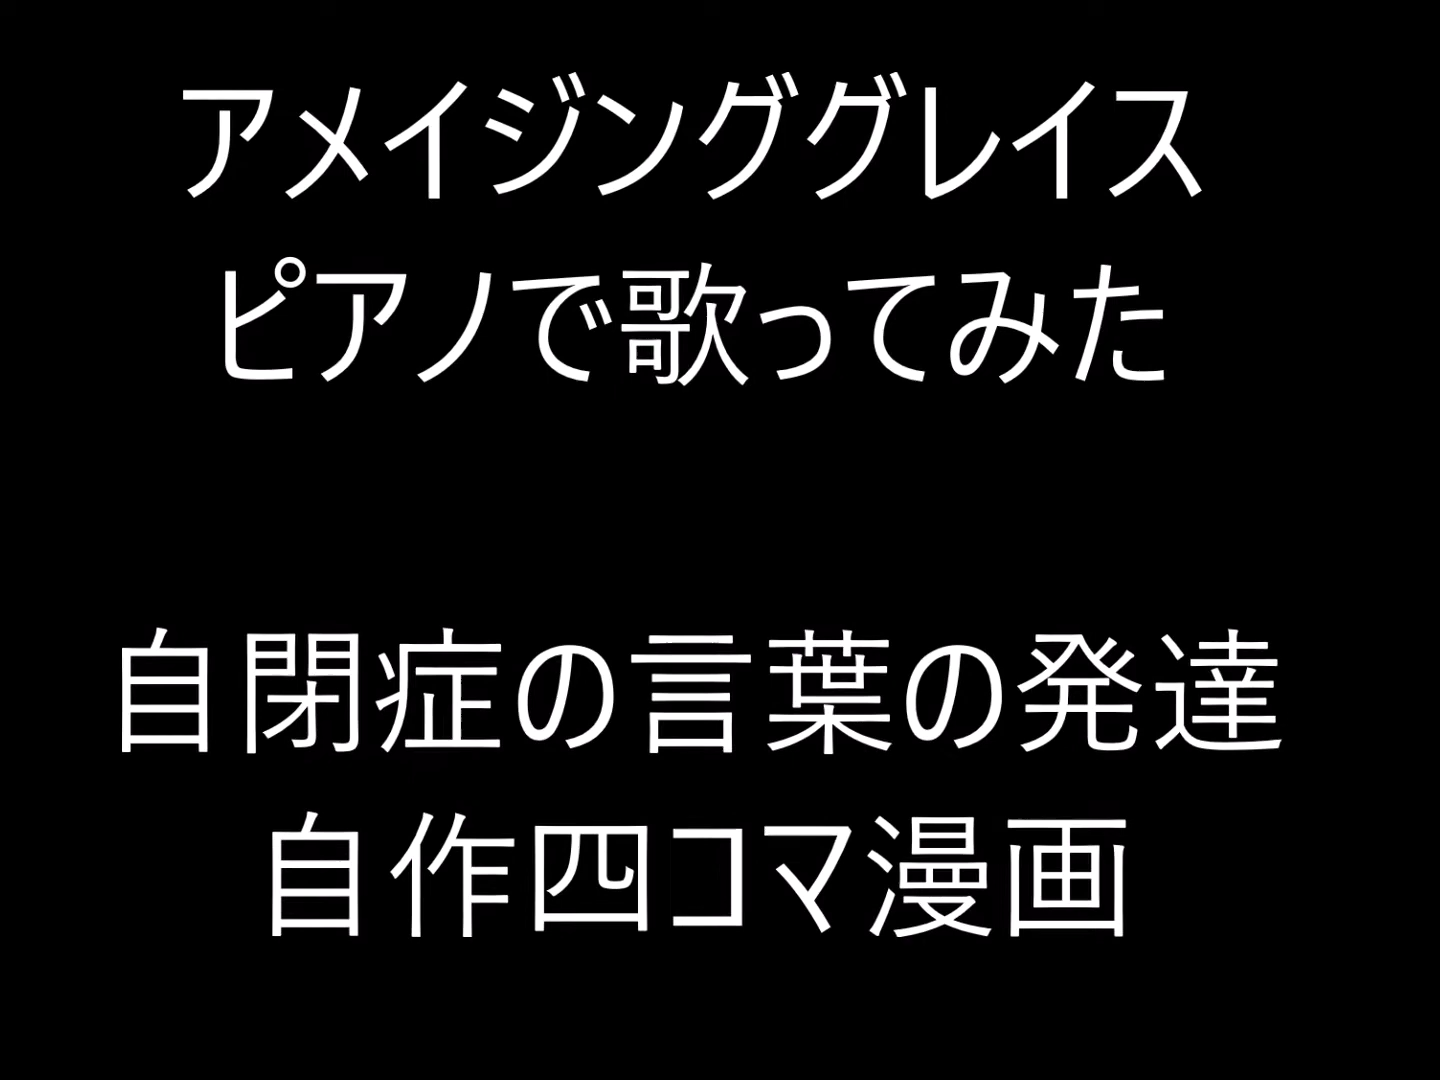 アメイジンググレイス
ピアノで歌ってみた
自閉症の言葉の発達
自作四コマ漫画